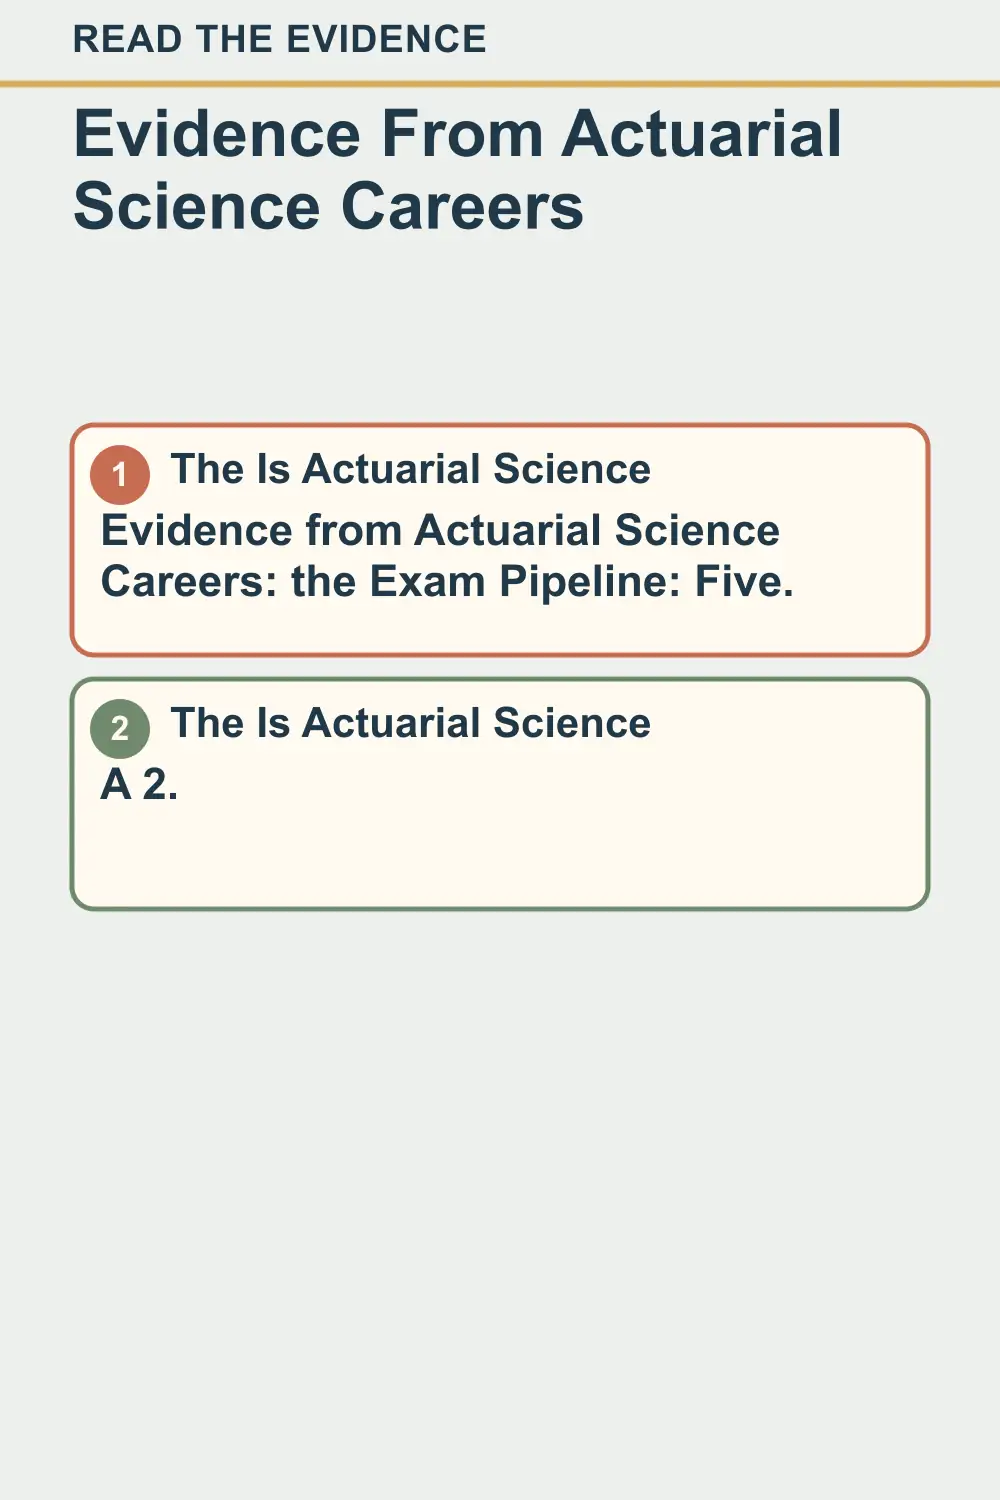 READ THE EVIDENCE
Evidence From Actuarial
Science Careers
1 The Is Actuarial Science
Evidence from Actuarial Science
Careers: the Exam Pipeline: Five.
2 The Is Actuarial Science
A 2.